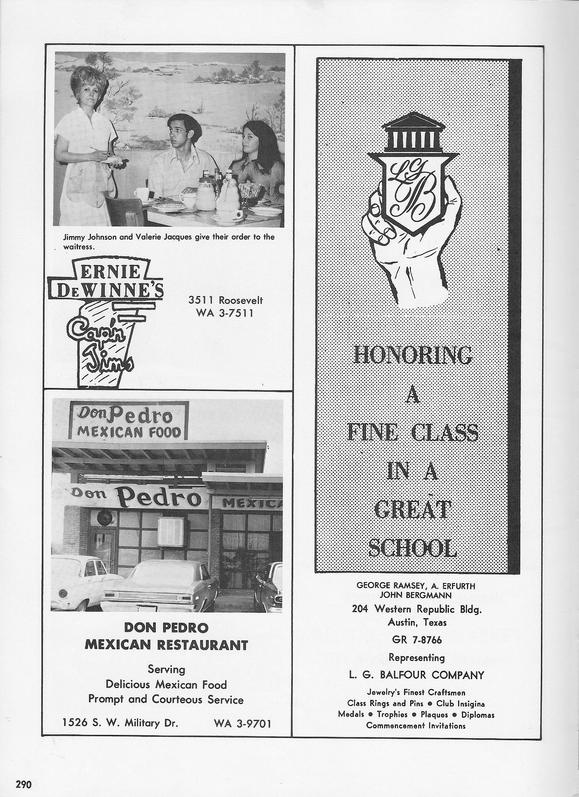 Jimmy Johnson and Valerie Jacques give their order to the
waitress.
ERNIE
DEWINNE'S
Cap'n
Jim's
3511 Roosevelt
WA 3-7511
Don Pedro
MEXICAN FOOD
Don Pedro MEXICA
DON PEDRO
MEXICAN RESTAURANT
Serving
Delicious Mexican Food
Prompt and Courteous Service
1526 S. W. Military Dr. WA 3-9701
LGB
HONORING
A
FINE CLASS
IN A
GREAT
SCHOOL
GEORGE RAMSEY, A. ERFURTH
JOHN BERGMANN
204 Western Republic Bldg.
Austin, Texas
GR 7-8766
Representing
L. G. BALFOUR COMPANY
Jewelry's Finest Craftsmen
Class Rings and Pins • Club Insigina
Medals • Trophies • Plaques • Diplomas
Commencement Invitations
290